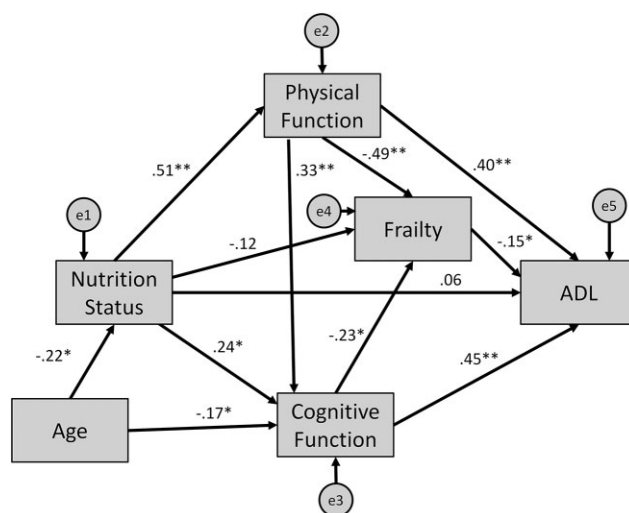 e2
Physical
Function
.51**
.33**
-.49**
.40**
e1
e4
e5
Frailty
-.12
-.15*
Nutrition
Status
.06
ADL
-.22*
.24*
-.23*
.45**
Age
-.17*
Cognitive
Function
e3